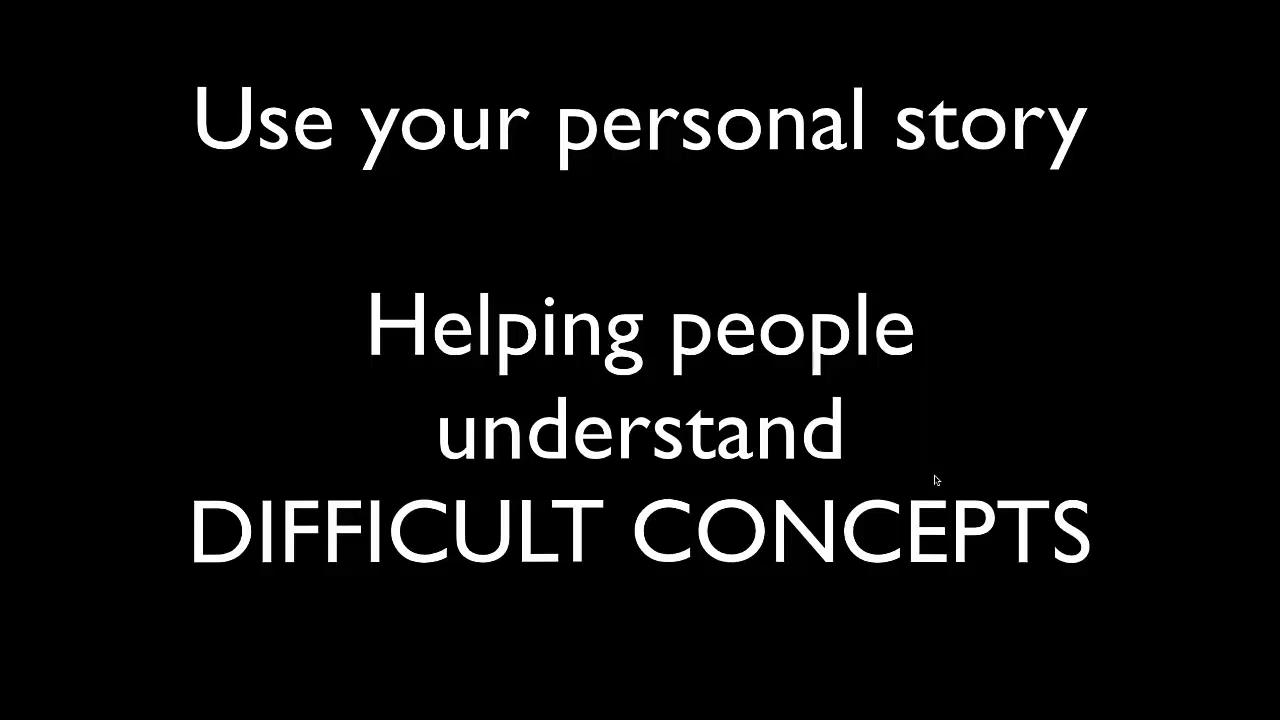 Use your personal story
Helping people
understand
DIFFICULT CONCEPTS